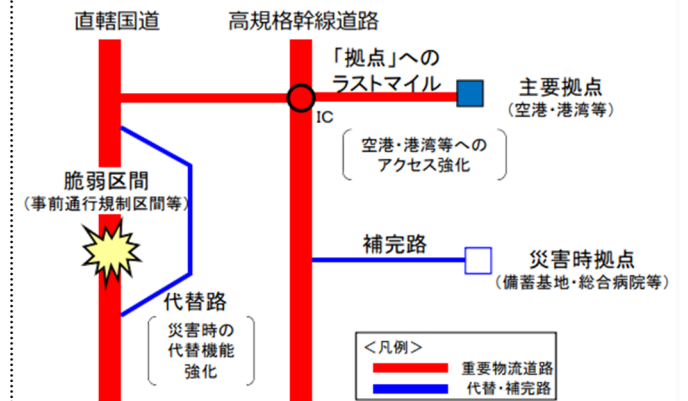 直轄国道
高規格幹線道路
「拠点」への
ラストマイル
主要拠点
（空港・港湾等）
IC
空港・港湾等への
アクセス強化
脆弱区間
（事前通行規制区間等）
補完路
災害時拠点
（備蓄基地・総合病院等）
代替路
災害時の
代替機能
強化
＜凡例＞
重要物流道路
代替・補完路